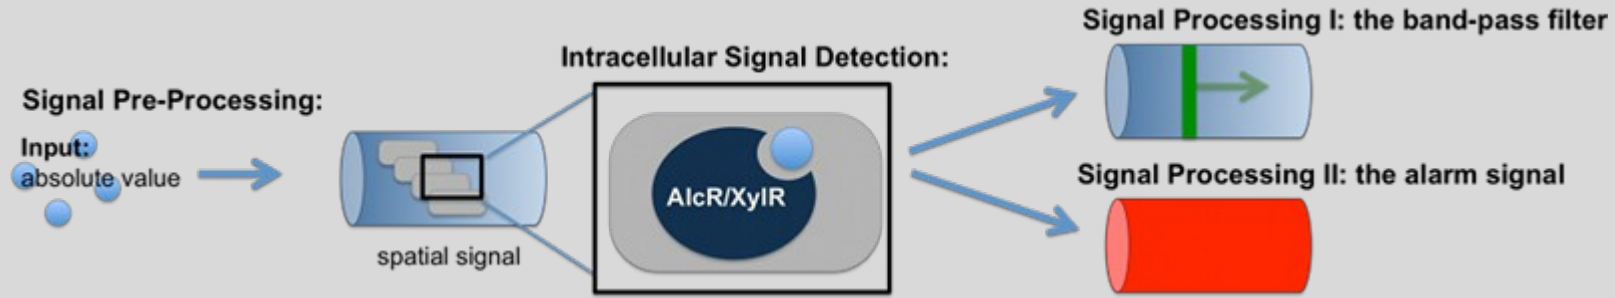 Signal Pre-Processing:
Input:
absolute value
spatial signal
Intracellular Signal Detection:
AlcR/XylR
Signal Processing I: the band-pass filter
Signal Processing II: the alarm signal